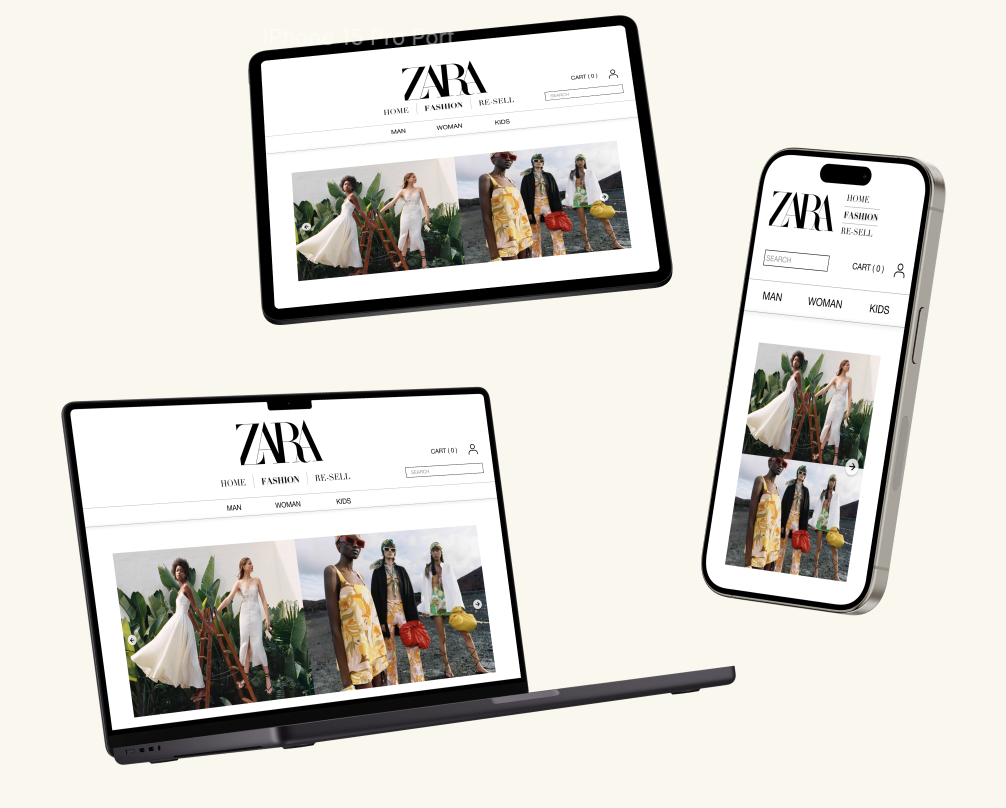 iPhone 15 Pro Port
ZARA
CART ( 0 )
SEARCH
HOME FASHION RE-SELL
MAN WOMAN KIDS
ZARA
HOME
FASHION
RE-SELL
SEARCH
CART ( 0 )
MAN WOMAN KIDS
ZARA
CART ( 0 )
SEARCH
HOME FASHION RE-SELL
MAN WOMAN KIDS